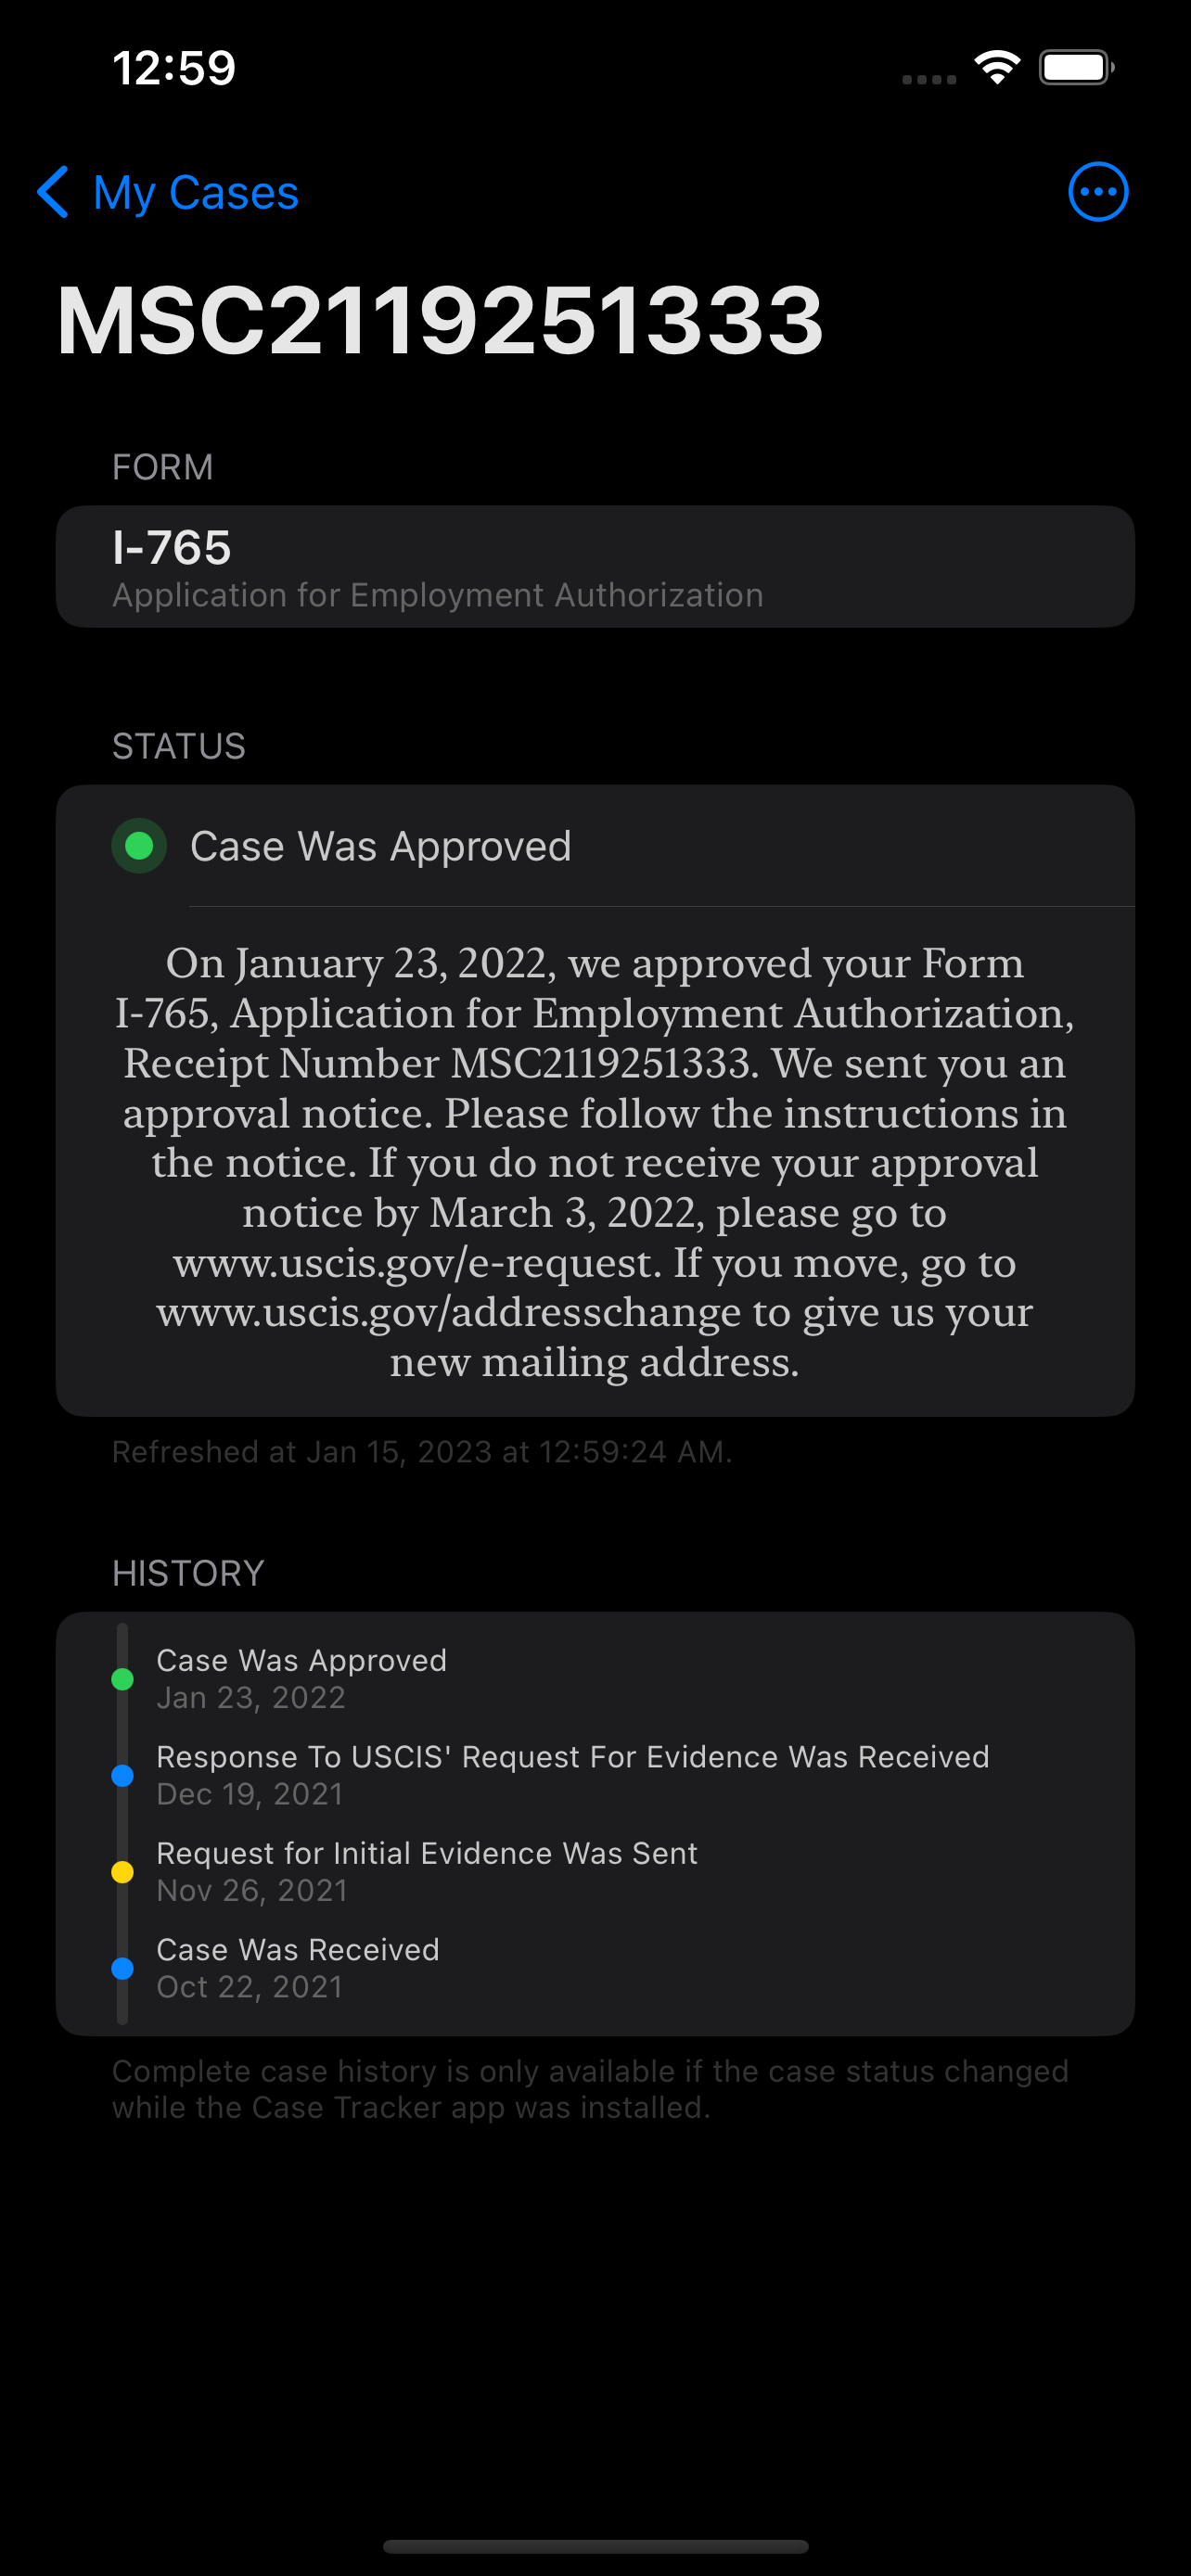 12:59
My Cases
MSC2119251333
FORM
I-765
Application for Employment Authorization
STATUS
Case Was Approved
On January 23, 2022, we approved your Form
I-765, Application for Employment Authorization,
Receipt Number MSC2119251333. We sent you an
approval notice. Please follow the instructions in
the notice. If you do not receive your approval
notice by March 3, 2022, please go to
www.uscis.gov/e-request. If you move, go to
www.uscis.gov/addresschange to give us your
new mailing address.
Refreshed at Jan 15, 2023 at 12:59:24 AM.
HISTORY
Case Was Approved
Jan 23, 2022
Response To USCIS' Request For Evidence Was Received
Dec 19, 2021
Request for Initial Evidence Was Sent
Nov 26, 2021
Case Was Received
Oct 22, 2021
Complete case history is only available if the case status changed
while the Case Tracker app was installed.